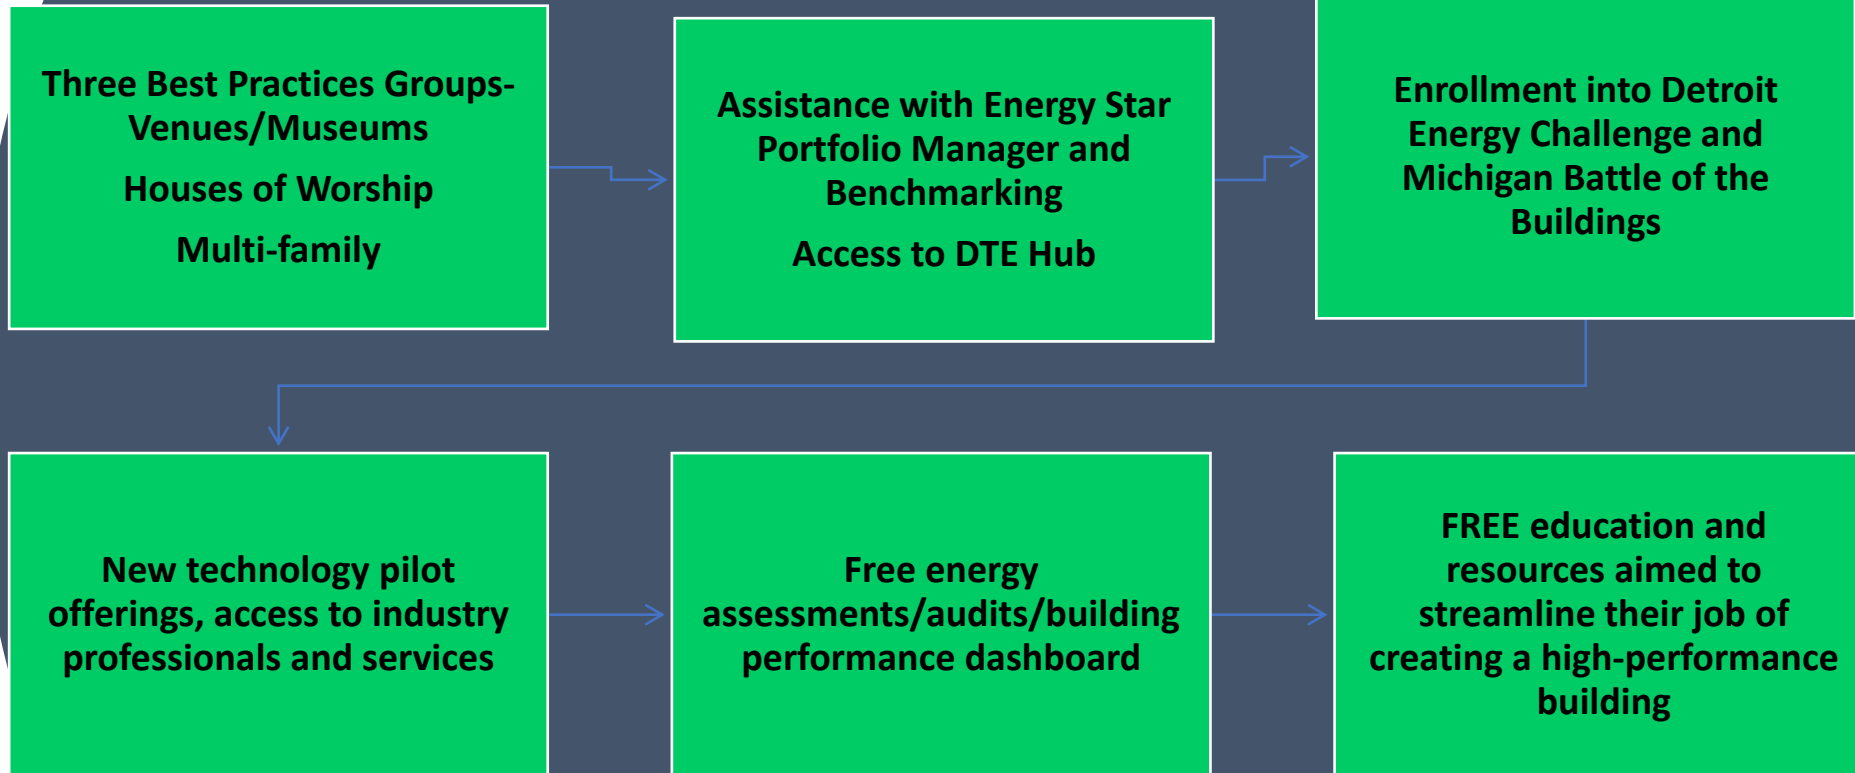 Three Best Practices Groups-
Venues/Museums
Houses of Worship
Multi-family
Assistance with Energy Star
Portfolio Manager and
Benchmarking
Access to DTE Hub
Enrollment into Detroit
Energy Challenge and
Michigan Battle of the
Buildings
New technology pilot
offerings, access to industry
professionals and services
Free energy
assessments/audits/building
performance dashboard
FREE education and
resources aimed to
streamline their job of
creating a high-performance
building